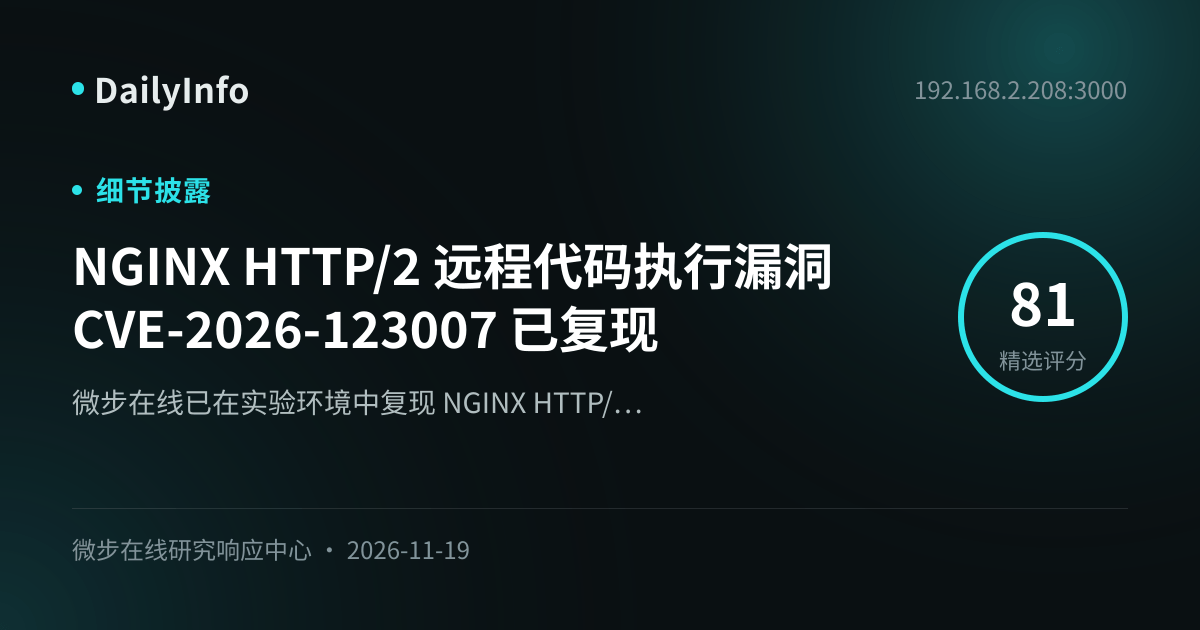 DailyInfo
192.168.2.208:3000
细节披露
NGINX HTTP/2 远程代码执行漏洞
CVE-2026-123007 已复现
81
精选评分
微步在线已在实验环境中复现 NGINX HTTP/…
微步在线研究响应中心 · 2026-11-19